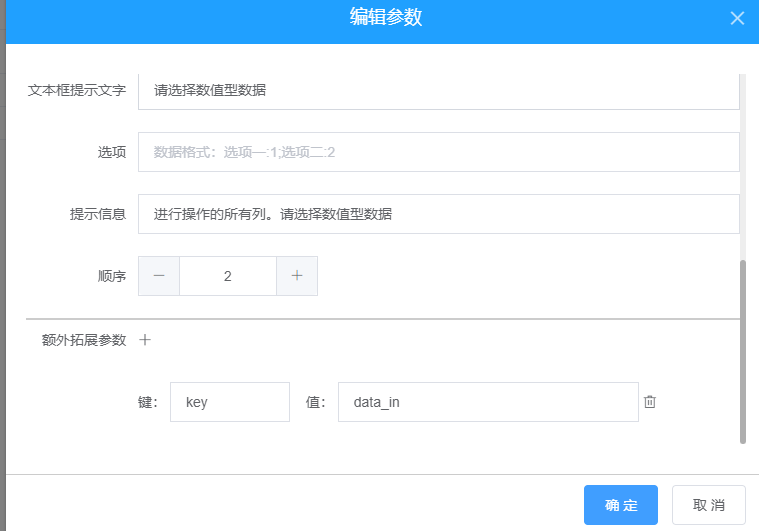 编辑参数
文本框提示文字 请选择数值型数据
选项 数据格式：选项一:1;选项二:2
提示信息 进行操作的所有列。请选择数值型数据
顺序 2
额外拓展参数
键： key 值： data_in
确定 取消